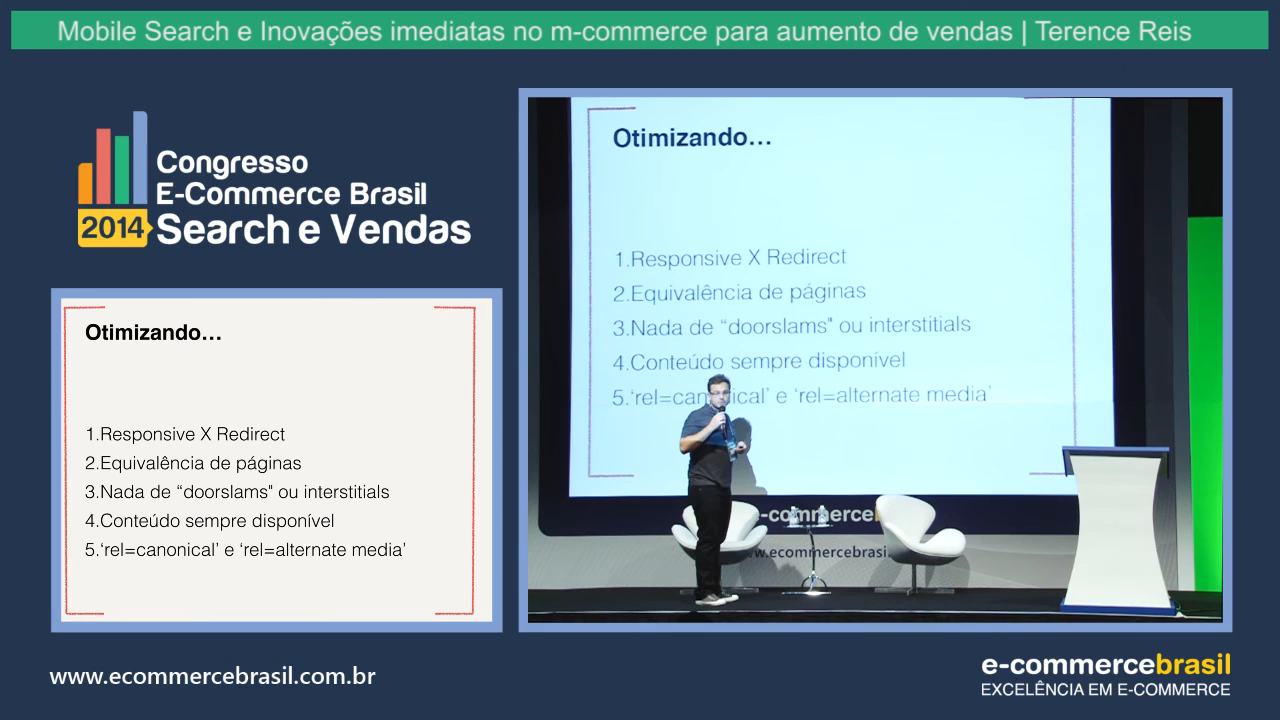 Mobile Search e Inovações imediatas no m-commerce para aumento de vendas | Terence Reis
Congresso
E-Commerce Brasil
2014 Search e Vendas
Otimizando…
1.Responsive X Redirect
2.Equivalência de páginas
3.Nada de “doorslams" ou interstitials
4.Conteúdo sempre disponível
5.‘rel=canonical’ e ‘rel=alternate media’
Otimizando…
1.Responsive X Redirect
2.Equivalência de páginas
3.Nada de “doorslams" ou interstitials
4.Conteúdo sempre disponível
5.‘rel=canonical’ e ‘rel=alternate media’
e-commerce
www.ecommercebrasil.com.br
e-commercebrasil
EXCELÊNCIA EM E-COMMERCE